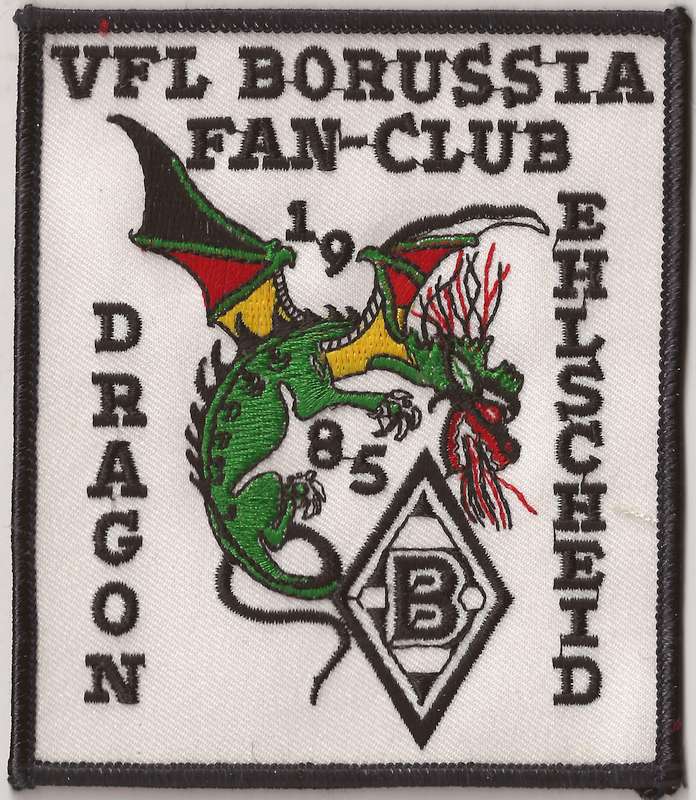 VFL BORUSSIA
FAN-CLUB
19
85
DRAGON
EHLSCHEID
B